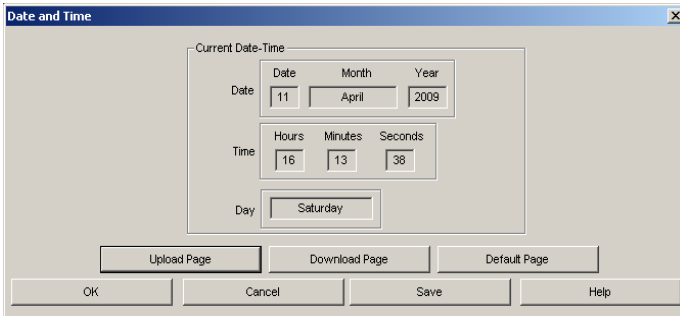 Date and Time
Current Date-Time
Date Month Year
Date 11 April 2009
Hours Minutes Seconds
Time 16 13 38
Day Saturday
Upload Page Download Page Default Page
OK Cancel Save Help